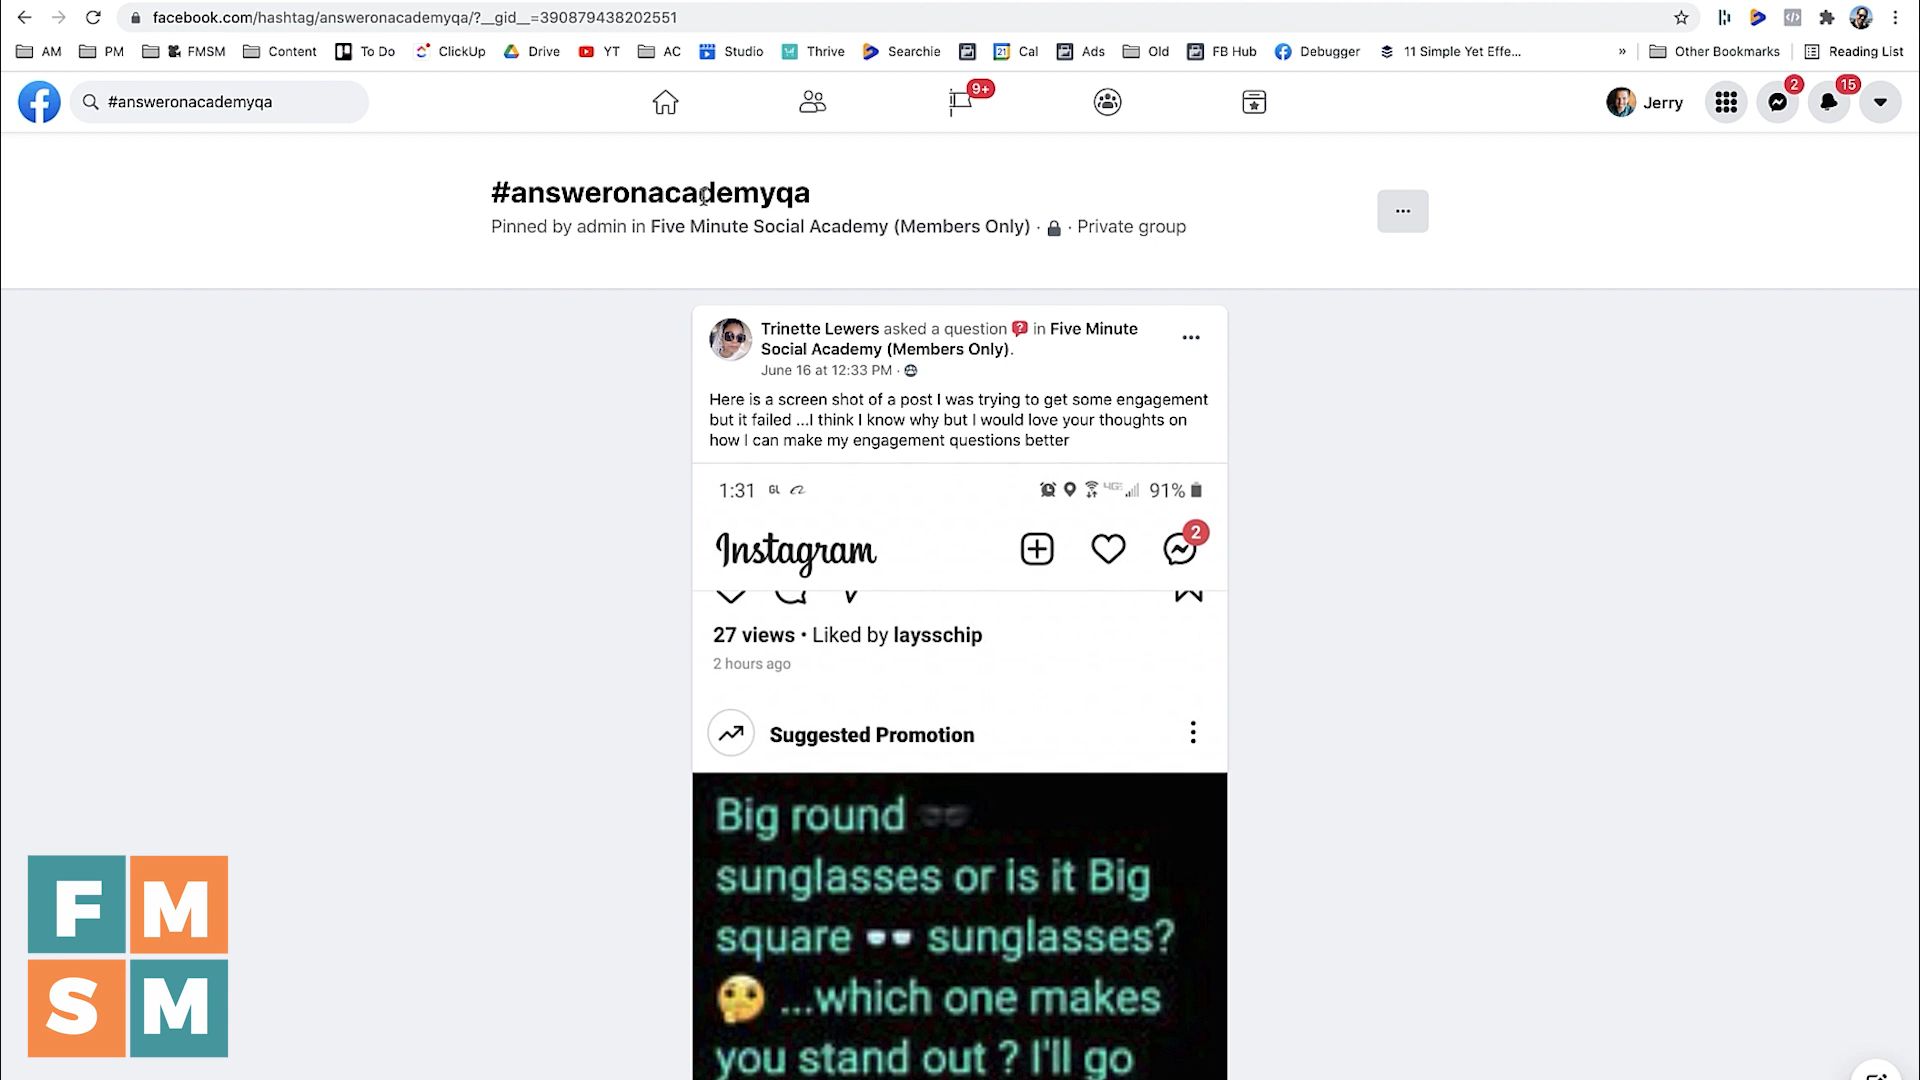 facebook.com/hashtag/answeronacademyqa/?__gid__=390879438202551
AM PM FMSM Content To Do ClickUp Drive YT AC Studio Thrive Searchie Cal Ads Old FB Hub Debugger 11 Simple Yet Effe... » Other Bookmarks Reading List
#answeronacademyqa 9+ Jerry 2 15
#answeronacademyqa
Pinned by admin in Five Minute Social Academy (Members Only) · Private group
Trinette Lewers asked a question in Five Minute
Social Academy (Members Only).
June 16 at 12:33 PM ·
Here is a screen shot of a post I was trying to get some engagement
but it failed ...I think I know why but I would love your thoughts on
how I can make my engagement questions better
1:31 GL 4G 91%
Instagram 2
27 views • Liked by laysschip
2 hours ago
Suggested Promotion
Big round
sunglasses or is it Big
square sunglasses?
...which one makes
you stand out ? I'll go
F M
S M